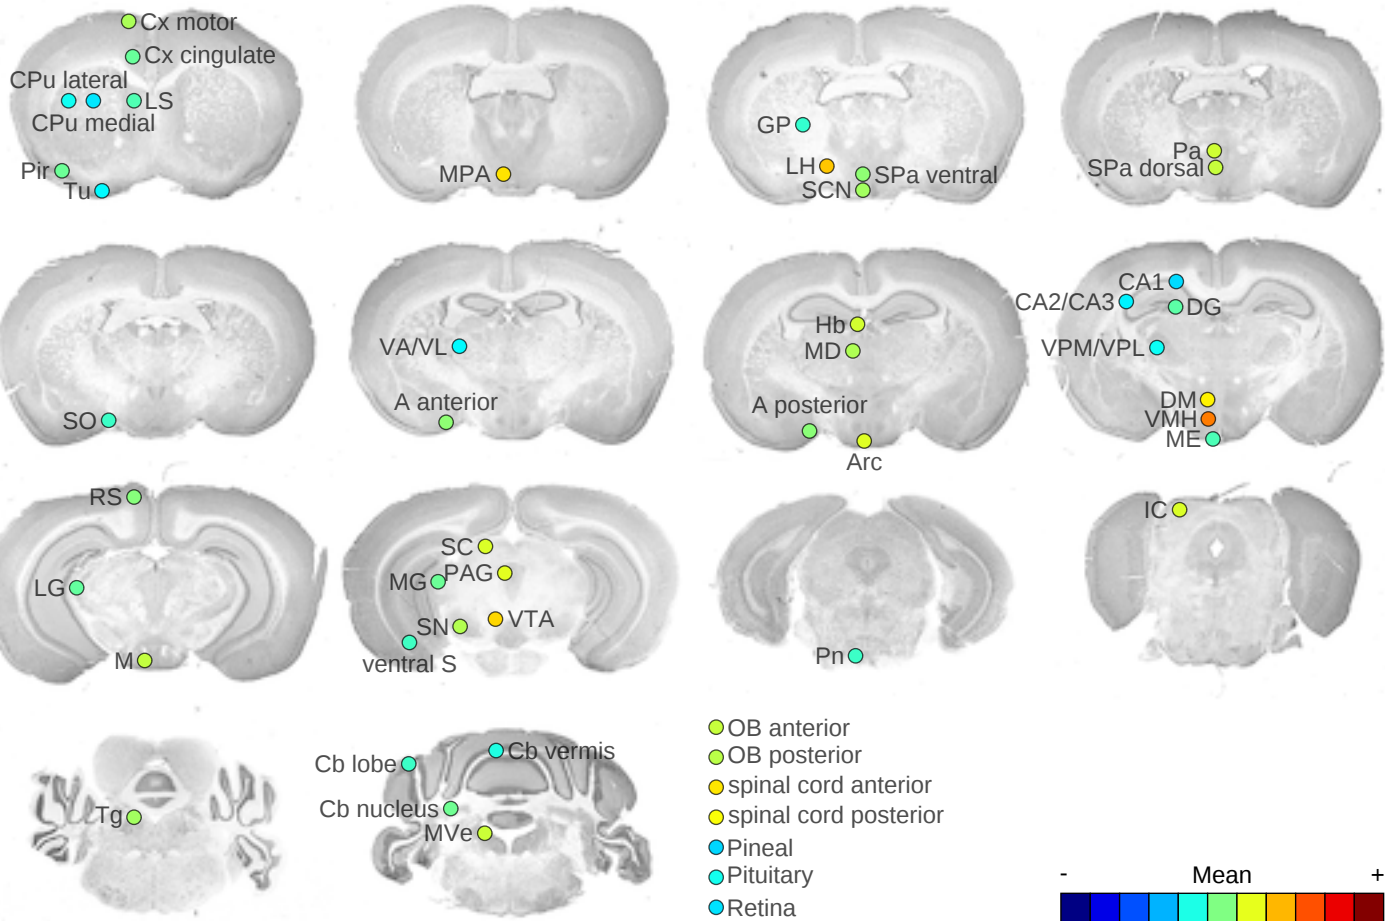 Cx motor
Cx cingulate
CPu lateral
LS
CPu medial
Pir
Tu
MPA
GP
LH
SPa ventral
SCN
Pa
SPa dorsal
SO
VA/VL
A anterior
Hb
MD
A posterior
Arc
CA1
CA2/CA3
DG
VPM/VPL
DM
VMH
ME
RS
LG
M
SC
PAG
MG
VTA
SN
ventral S
Pn
IC
Tg
Cb lobe
Cb vermis
Cb nucleus
MVe
OB anterior
OB posterior
spinal cord anterior
spinal cord posterior
Pineal
Pituitary
Retina
- Mean +